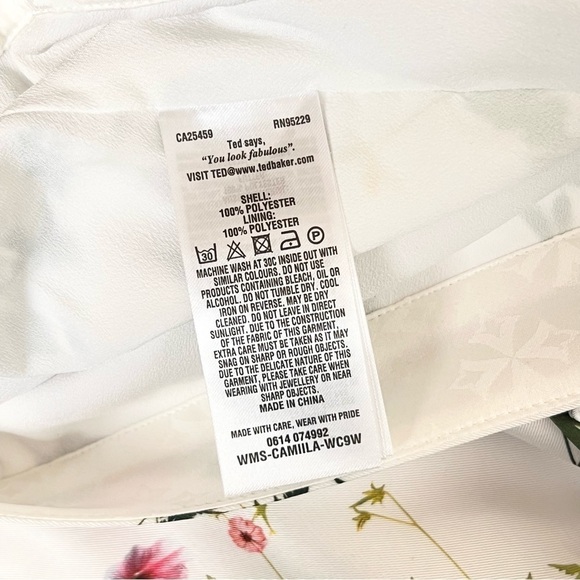 CA25459 RN95229
Ted says,
"You look fabulous".
VISIT TED@www.tedbaker.com
SHELL:
100% POLYESTER
LINING:
100% POLYESTER
30 P
MACHINE WASH AT 30C INSIDE OUT WITH
SIMILAR COLOURS. DO NOT USE
PRODUCTS CONTAINING BLEACH, OIL OR
ALCOHOL. DO NOT TUMBLE DRY. COOL
IRON ON REVERSE. MAY BE DRY
CLEANED. DO NOT LEAVE IN DIRECT
SUNLIGHT. DUE TO THE CONSTRUCTION
OF THE FABRIC OF THIS GARMENT,
EXTRA CARE MUST BE TAKEN AS IT MAY
SNAG ON SHARP OR ROUGH OBJECTS.
DUE TO THE DELICATE NATURE OF THIS
GARMENT, PLEASE TAKE CARE WHEN
WEARING WITH JEWELLERY OR NEAR
SHARP OBJECTS.
MADE IN CHINA
MADE WITH CARE, WEAR WITH PRIDE
0614 074992
WMS-CAMIILA-WC9W